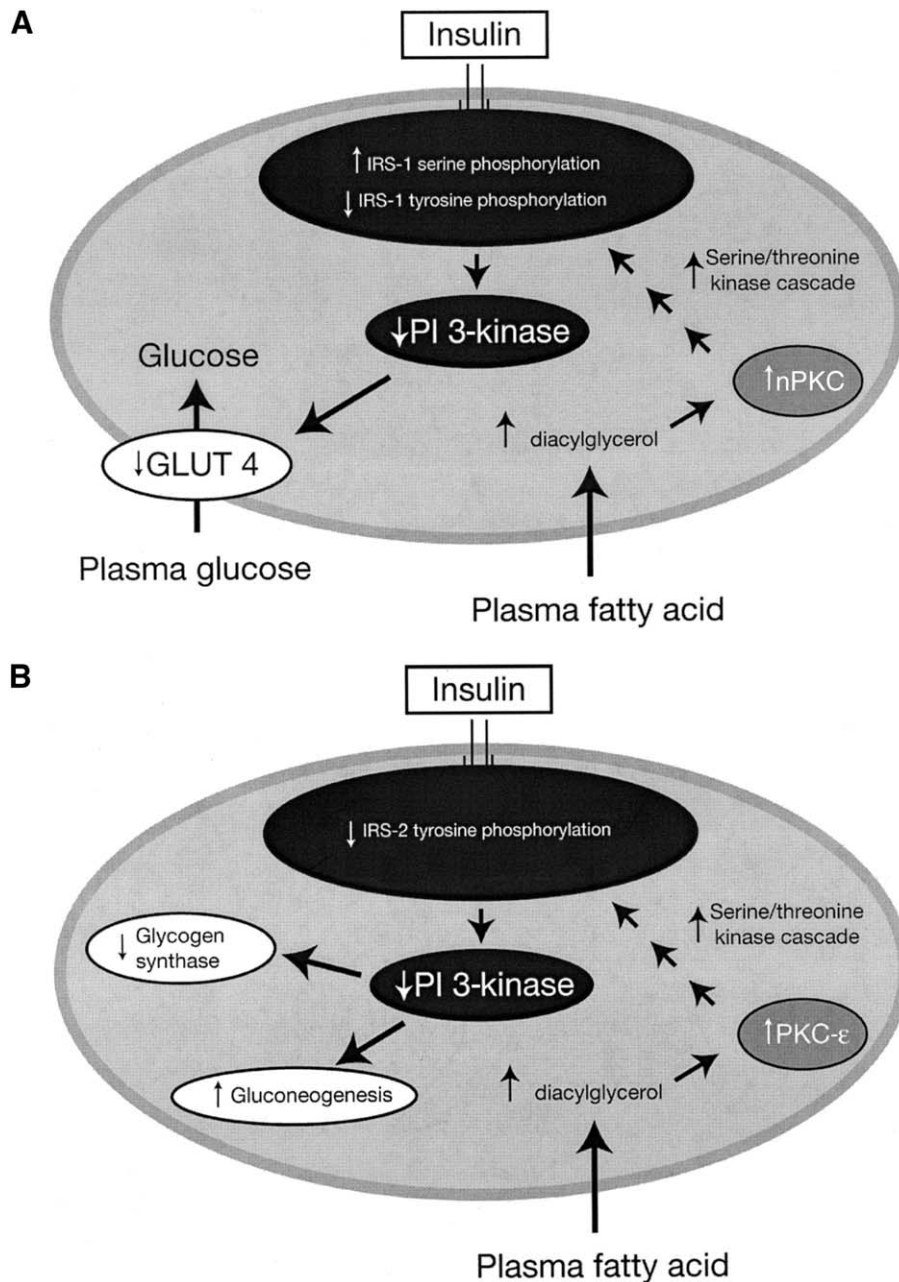 A
Insulin
↑ IRS-1 serine phosphorylation
↓ IRS-1 tyrosine phosphorylation
↑ Serine/threonine
kinase cascade
↓PI 3-kinase
Glucose
↑nPKC
↑ diacylglycerol
↓GLUT 4
Plasma glucose
Plasma fatty acid
B
Insulin
↓ IRS-2 tyrosine phosphorylation
↑ Serine/threonine
kinase cascade
↓ Glycogen
synthase
↓PI 3-kinase
↑PKC-ε
↑ Gluconeogenesis
↑ diacylglycerol
Plasma fatty acid